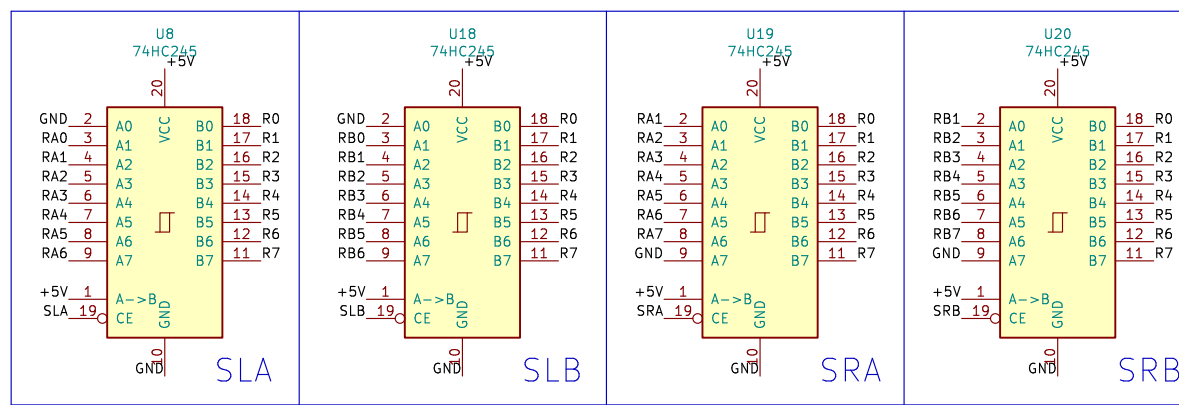 U8
74HC245
+5V
20
VCC
GND 2 A0 B0 18 R0
RA0 3 A1 B1 17 R1
RA1 4 A2 B2 16 R2
RA2 5 A3 B3 15 R3
RA3 6 A4 B4 14 R4
RA4 7 A5 B5 13 R5
RA5 8 A6 B6 12 R6
RA6 9 A7 B7 11 R7
+5V 1 A->B
SLA 19 CE
GND
10
GND
SLA
U18
74HC245
+5V
20
VCC
GND 2 A0 B0 18 R0
RB0 3 A1 B1 17 R1
RB1 4 A2 B2 16 R2
RB2 5 A3 B3 15 R3
RB3 6 A4 B4 14 R4
RB4 7 A5 B5 13 R5
RB5 8 A6 B6 12 R6
RB6 9 A7 B7 11 R7
+5V 1 A->B
SLB 19 CE
GND
10
GND
SLB
U19
74HC245
+5V
20
VCC
RA1 2 A0 B0 18 R0
RA2 3 A1 B1 17 R1
RA3 4 A2 B2 16 R2
RA4 5 A3 B3 15 R3
RA5 6 A4 B4 14 R4
RA6 7 A5 B5 13 R5
RA7 8 A6 B6 12 R6
GND 9 A7 B7 11 R7
+5V 1 A->B
SRA 19 CE
GND
10
GND
SRA
U20
74HC245
+5V
20
VCC
RB1 2 A0 B0 18 R0
RB2 3 A1 B1 17 R1
RB3 4 A2 B2 16 R2
RB4 5 A3 B3 15 R3
RB5 6 A4 B4 14 R4
RB6 7 A5 B5 13 R5
RB7 8 A6 B6 12 R6
GND 9 A7 B7 11 R7
+5V 1 A->B
SRB 19 CE
GND
10
GND
SRB